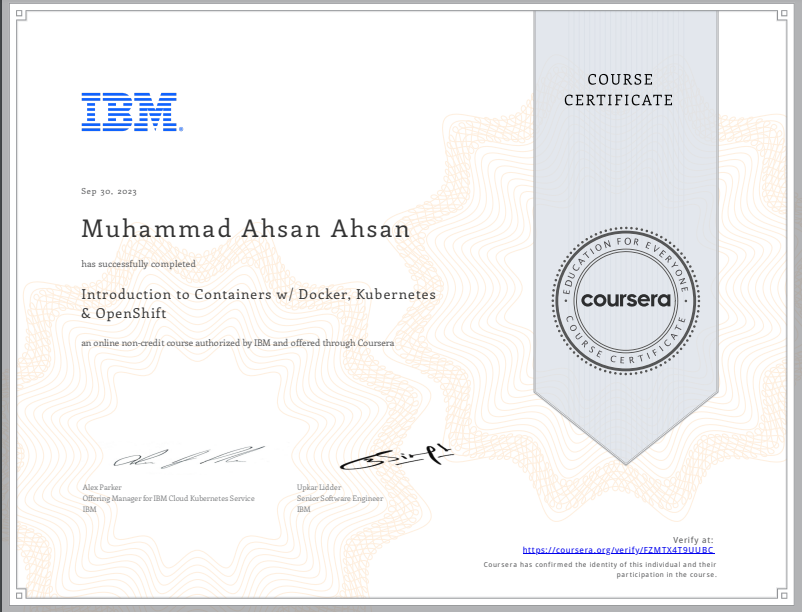 COURSE
CERTIFICATE
IBM®
Sep 30, 2023
Muhammad Ahsan Ahsan
has successfully completed
Introduction to Containers w/ Docker, Kubernetes
& OpenShift
an online non-credit course authorized by IBM and offered through Coursera
EDUCATION FOR EVERYONE
coursera
COURSE CERTIFICATE
Alex Parker
Offering Manager for IBM Cloud Kubernetes Service
IBM
Upkar Lidder
Senior Software Engineer
IBM
Verify at:
https://coursera.org/verify/FZMTX4T9UUBC
Coursera has confirmed the identity of this individual and their
participation in the course.